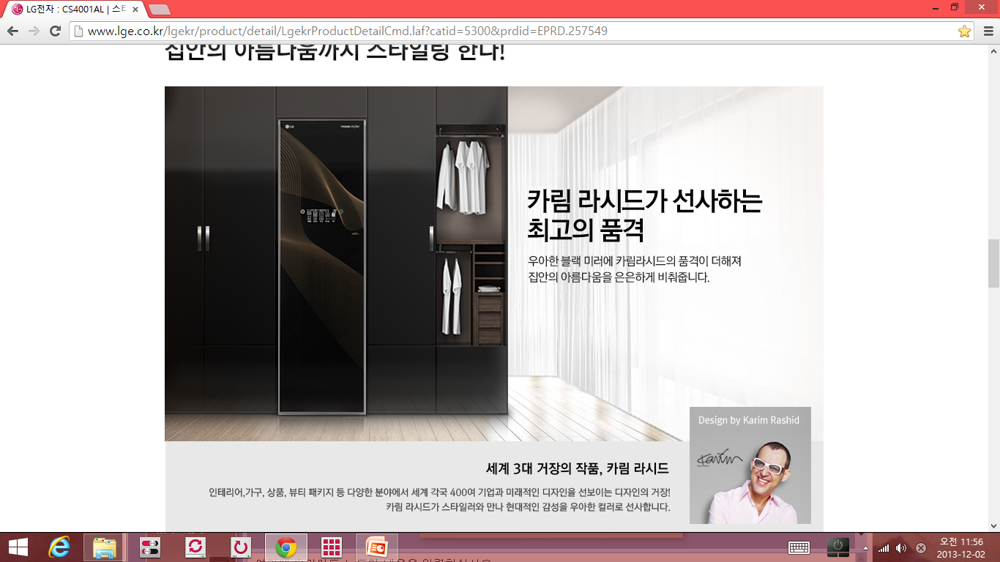 LG전자 : CS4001AL | 스타
www.lge.co.kr/lgekr/product/detail/LgekrProductDetailCmd.laf?catid=5300&prdid=EPRD.257549
집안의 아름다움까지 스타일링 한다!
LG
styler
카림 라시드가 선사하는
최고의 품격
우아한 블랙 미러에 카림라시드의 품격이 더해져
집안의 아름다움을 은은하게 비춰줍니다.
Design by Karim Rashid
Karim
세계 3대 거장의 작품, 카림 라시드
인테리어,가구, 상품, 뷰티 패키지 등 다양한 분야에서 세계 각국 400여 기업과 미래적인 디자인을 선보이는 디자인의 거장!
카림 라시드가 스타일러와 만나 현대적인 감성을 우아한 컬러로 선사합니다.
오전 11:56
2013-12-02